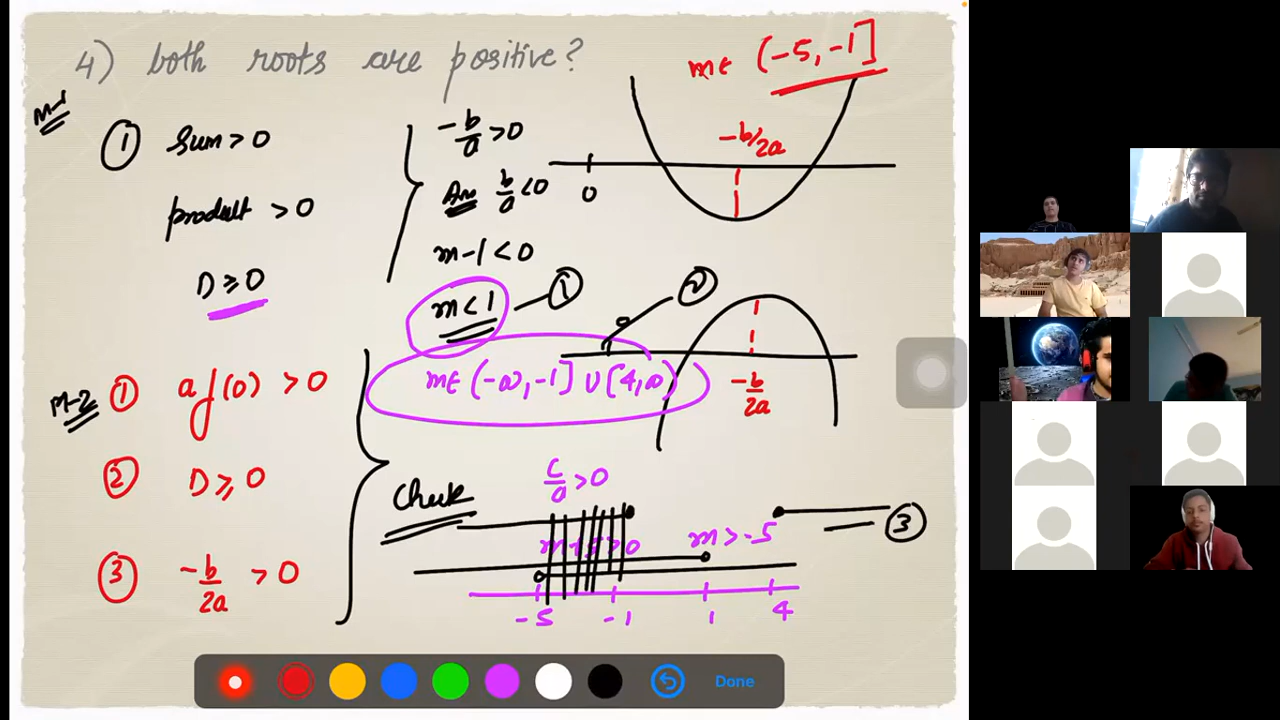 4) both roots are positive?
m∈ (-5, -1]
M-1
① Sum > 0
product > 0
D ≥ 0
-b/a > 0
b/a < 0
m-1 < 0
m < 1 — ①
-b/2a
0
②
0
m∈ (-∞, -1] ∪ [4, ∞)
-b/2a
M-2
① a f(0) > 0
② D ≥ 0
③ -b/2a > 0
Check
c/a > 0
m+5 > 0
m > -5
③
-5 -1 1 4
Done